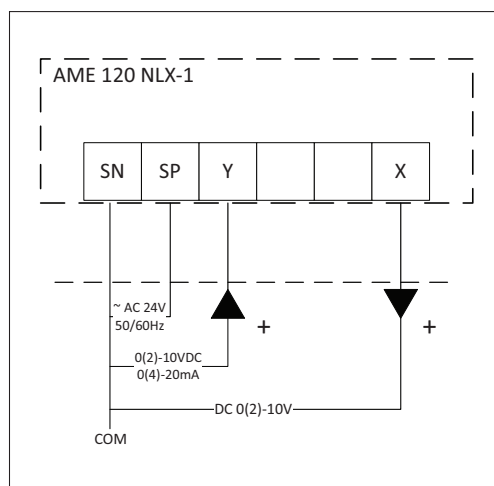 AME 120 NLX-1
SN SP Y X
~ AC 24V
50/60Hz
+ +
0(2)-10VDC
0(4)-20mA
DC 0(2)-10V
COM